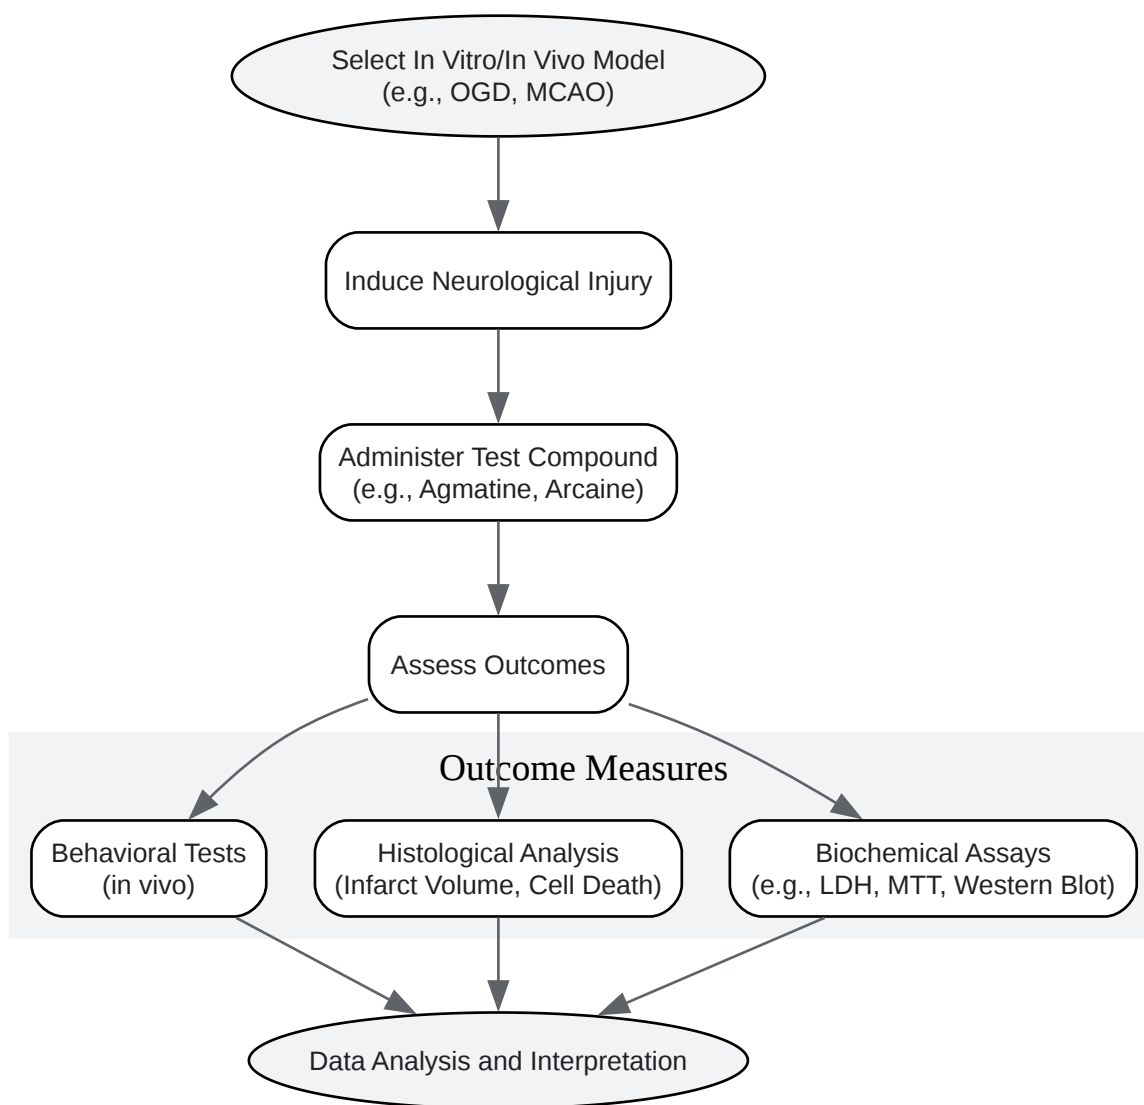 Select In Vitro/In Vivo Model
(e.g., OGD, MCAO)
Induce Neurological Injury
Administer Test Compound
(e.g., Agmatine, Arcaine)
Assess Outcomes
Outcome Measures
Behavioral Tests
(in vivo)
Histological Analysis
(Infarct Volume, Cell Death)
Biochemical Assays
(e.g., LDH, MTT, Western Blot)
Data Analysis and Interpretation